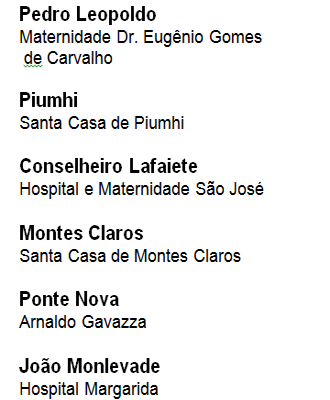 Pedro Leopoldo
Maternidade Dr. Eugênio Gomes
de Carvalho
Piumhi
Santa Casa de Piumhi
Conselheiro Lafaiete
Hospital e Maternidade São José
Montes Claros
Santa Casa de Montes Claros
Ponte Nova
Arnaldo Gavazza
João Monlevade
Hospital Margarida